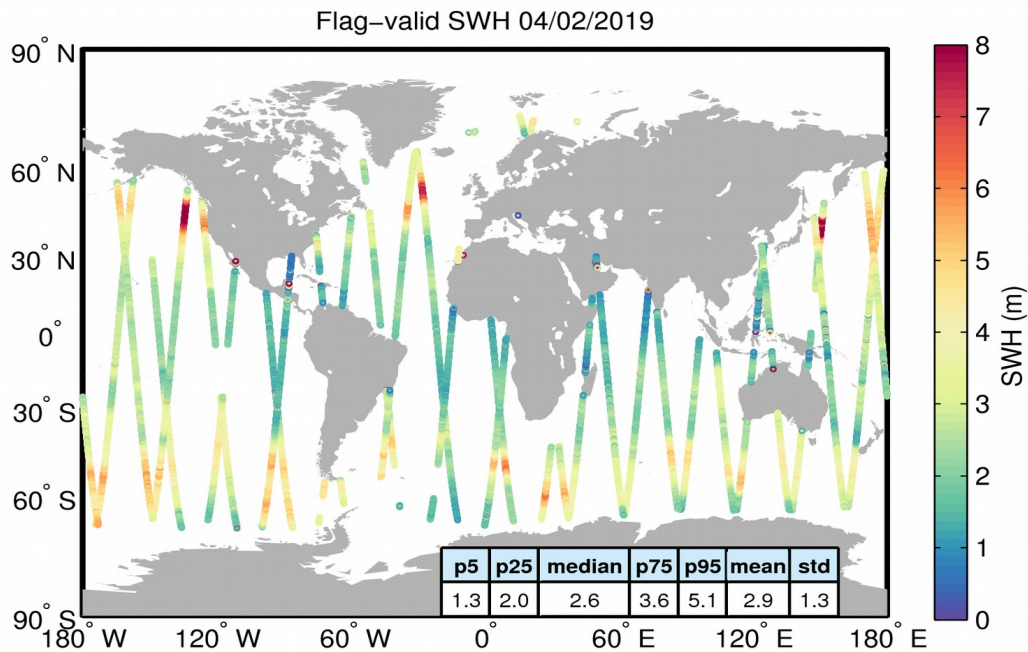 Flag−valid SWH 04/02/2019
90° N
60° N
30° N
0°
30° S
60° S
90° S
180° W
120° W
60° W
0°
60° E
120° E
180° E
p5 p25 median p75 p95 mean std
1.3 2.0 2.6 3.6 5.1 2.9 1.3
8
7
6
5
4
3
2
1
0
SWH (m)